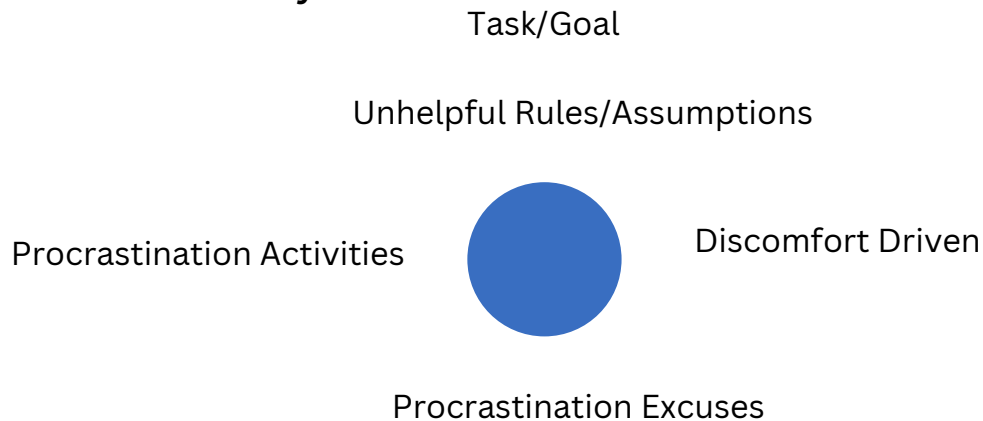 Task/Goal
Unhelpful Rules/Assumptions
Procrastination Activities
Discomfort Driven
Procrastination Excuses